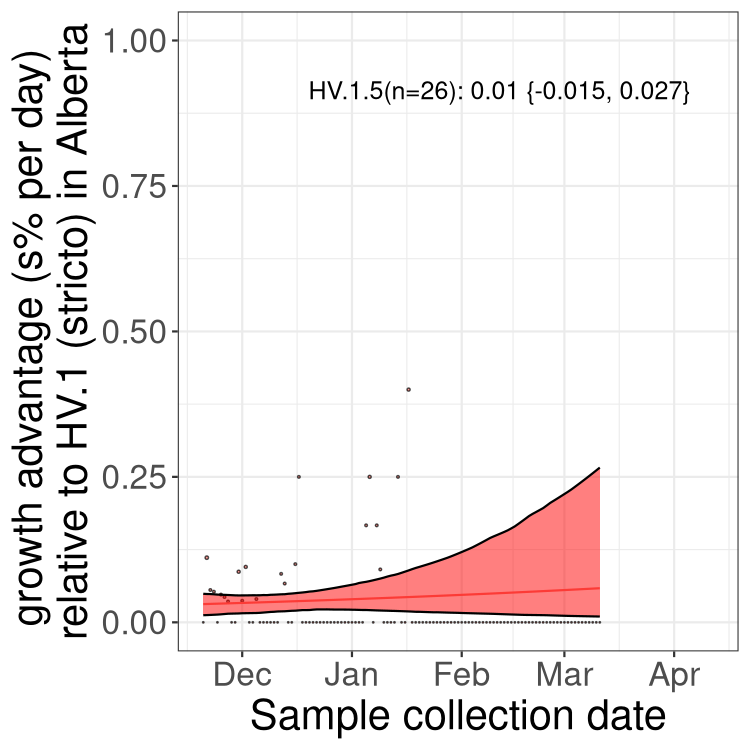 growth advantage (s% per day)
relative to HV.1 (stricto) in Alberta
1.00
0.75
0.50
0.25
0.00
HV.1.5(n=26): 0.01 {-0.015, 0.027}
Dec Jan Feb Mar Apr
Sample collection date